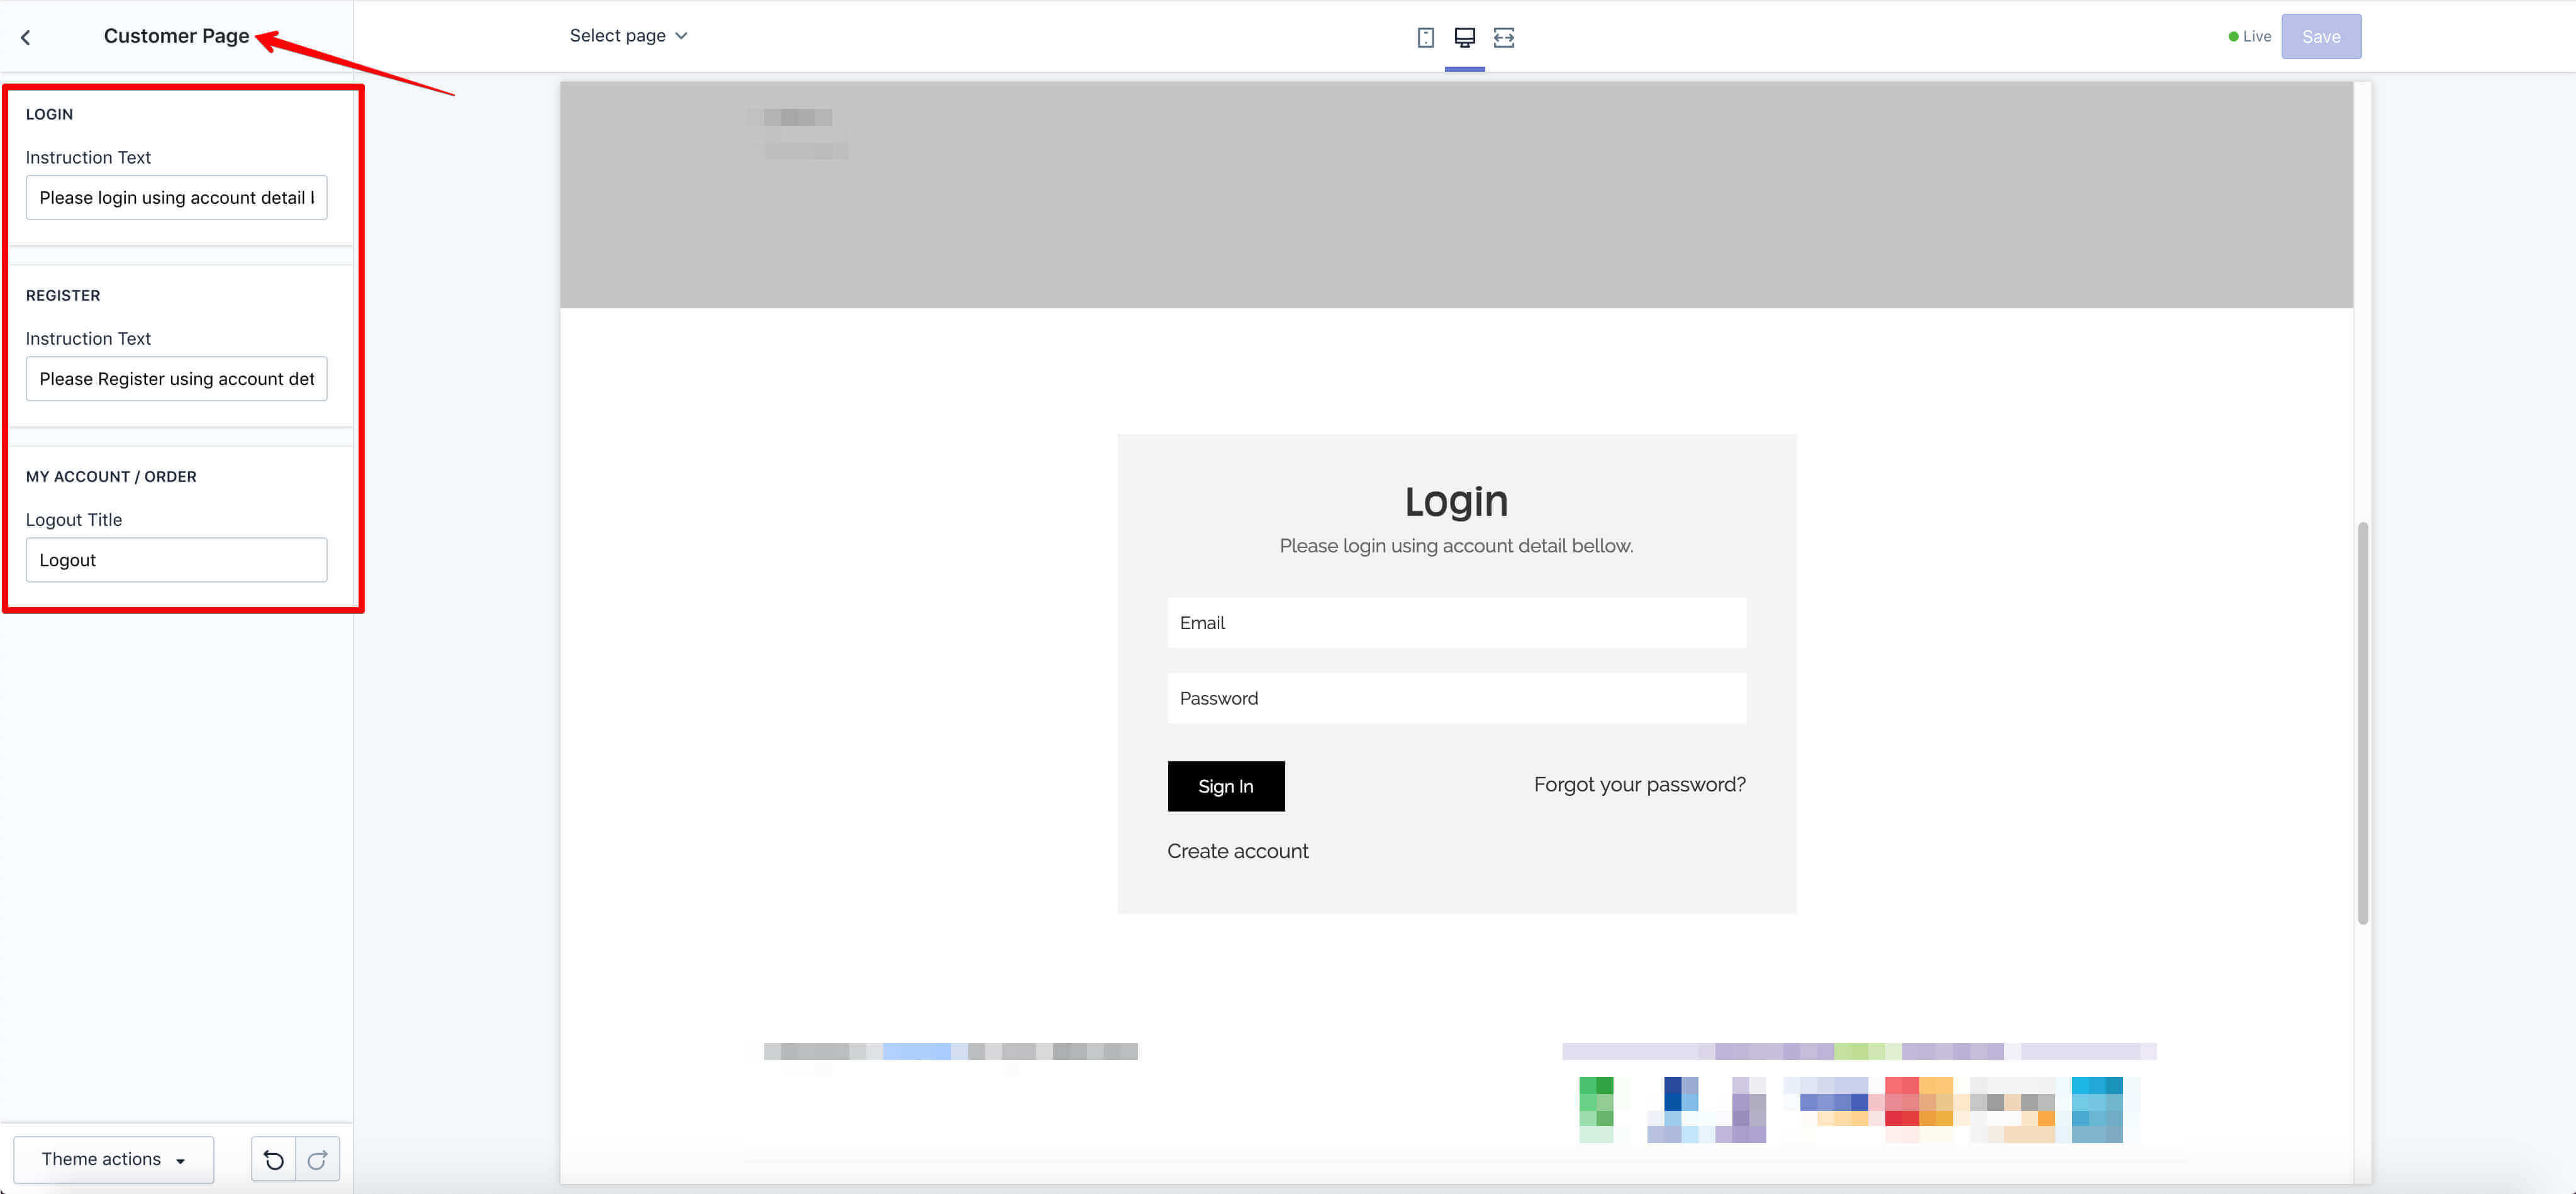 Customer Page
Select page
Live
Save
LOGIN
Instruction Text
Please login using account detail
REGISTER
Instruction Text
Please Register using account det
MY ACCOUNT / ORDER
Logout Title
Logout
Login
Please login using account detail bellow.
Email
Password
Sign In
Forgot your password?
Create account
Theme actions